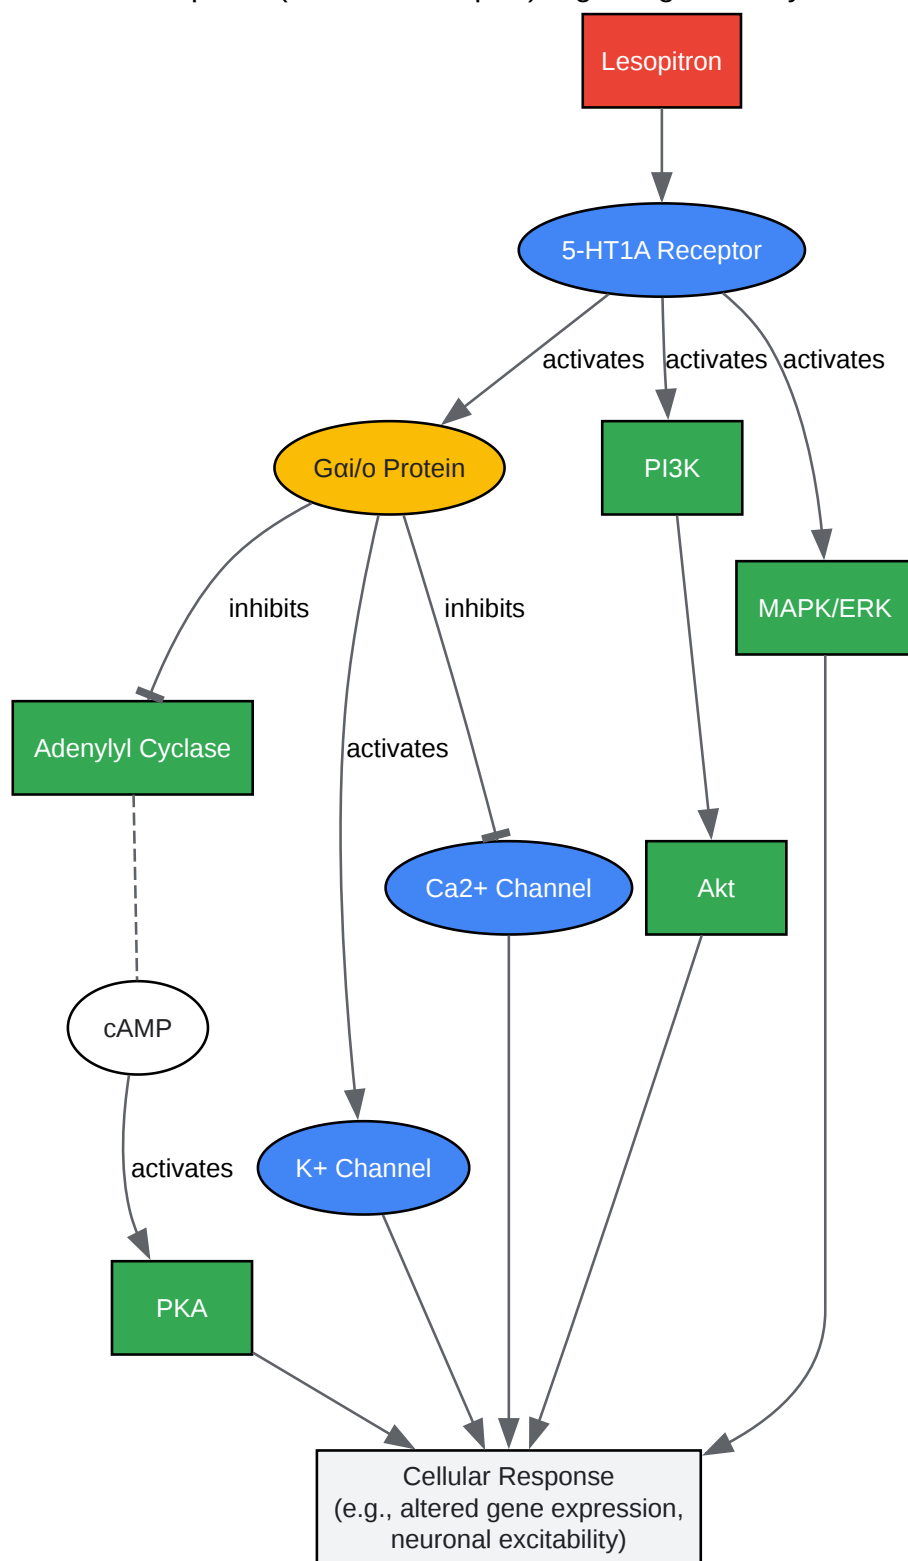 Lesopitron
5-HT1A Receptor
activates
activates
activates
Gαi/o Protein
PI3K
MAPK/ERK
inhibits
inhibits
activates
Adenylyl Cyclase
Ca2+ Channel
Akt
cAMP
activates
K+ Channel
PKA
Cellular Response
(e.g., altered gene expression,
neuronal excitability)